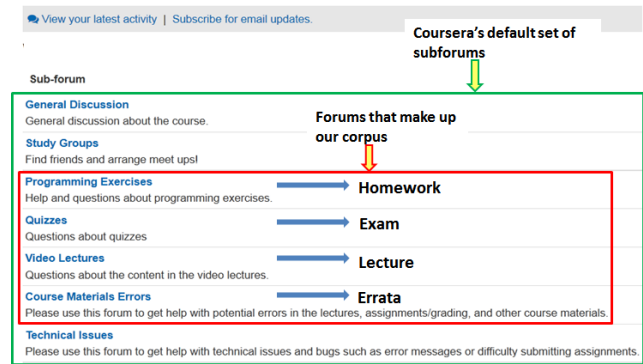 View your latest activity | Subscribe for email updates.
Coursera's default set of
subforums
Sub-forum
General Discussion
General discussion about the course.
Forums that make up
our corpus
Study Groups
Find friends and arrange meet ups!
Programming Exercises
Homework
Help and questions about programming exercises.
Quizzes
Exam
Questions about quizzes
Video Lectures
Lecture
Questions about the content in the video lectures.
Course Materials Errors
Errata
Please use this forum to get help with potential errors in the lectures, assignments/grading, and other course materials.
Technical Issues
Please use this forum to get help with technical issues and bugs such as error messages or difficulty submitting assignments.